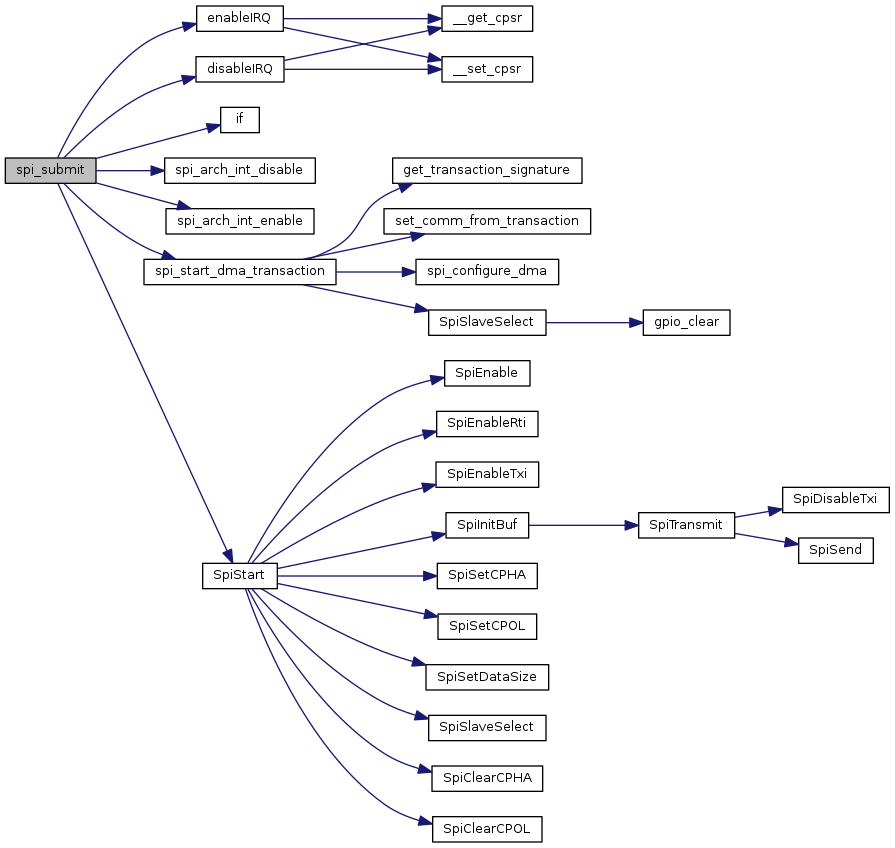 enableIRQ
__get_cpsr
disableIRQ
__set_cpsr
if
spi_submit
spi_arch_int_disable
get_transaction_signature
spi_arch_int_enable
set_comm_from_transaction
spi_start_dma_transaction
spi_configure_dma
SpiSlaveSelect
gpio_clear
SpiEnable
SpiEnableRti
SpiEnableTxi
SpiDisableTxi
SpiInitBuf
SpiTransmit
SpiSend
SpiStart
SpiSetCPHA
SpiSetCPOL
SpiSetDataSize
SpiSlaveSelect
SpiClearCPHA
SpiClearCPOL